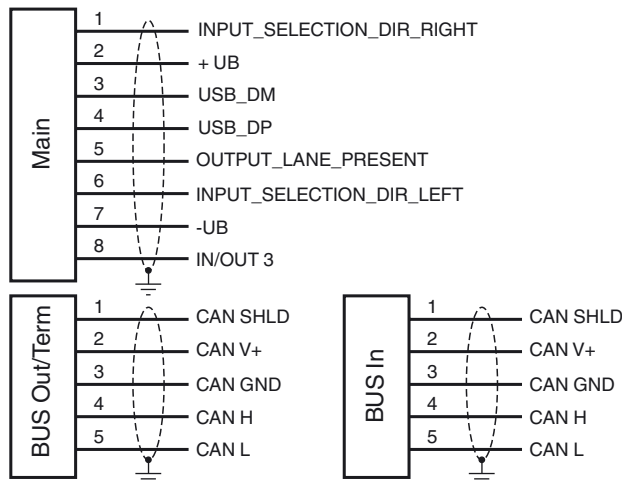 Main
1 INPUT_SELECTION_DIR_RIGHT
2 + UB
3 USB_DM
4 USB_DP
5 OUTPUT_LANE_PRESENT
6 INPUT_SELECTION_DIR_LEFT
7 -UB
8 IN/OUT 3
BUS Out/Term
1 CAN SHLD
2 CAN V+
3 CAN GND
4 CAN H
5 CAN L
BUS In
1 CAN SHLD
2 CAN V+
3 CAN GND
4 CAN H
5 CAN L